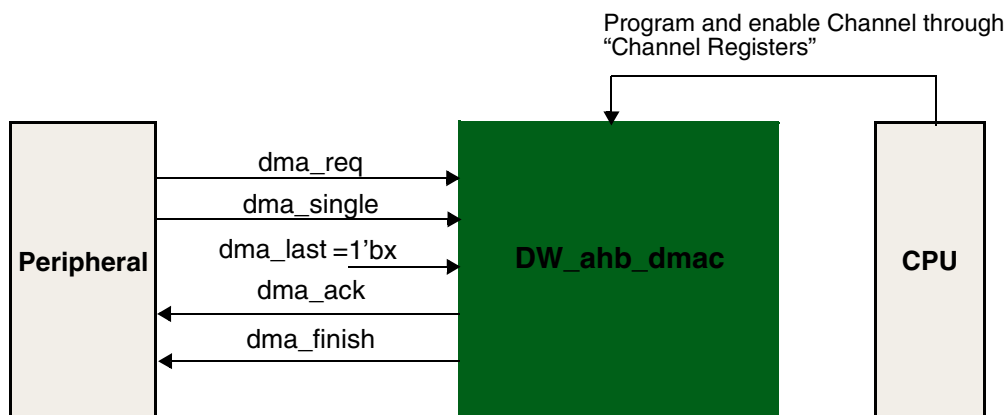 Program and enable Channel through
“Channel Registers”
dma_req
dma_single
dma_last =1’bx
Peripheral
DW_ahb_dmac
CPU
dma_ack
dma_finish